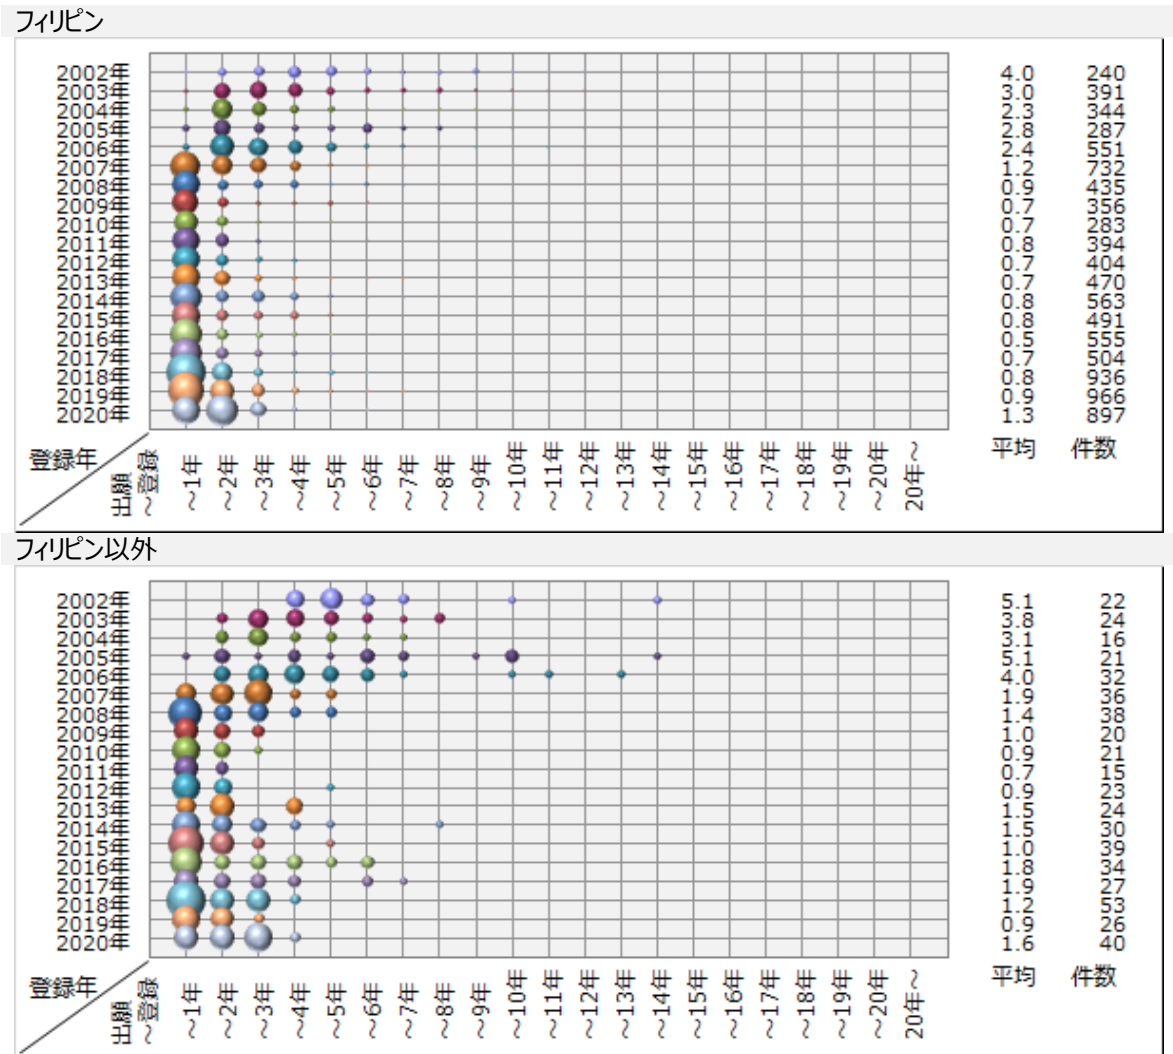 フィリピン
2002年 4.0 240
2003年 3.0 391
2004年 2.3 344
2005年 2.8 287
2006年 2.4 551
2007年 1.2 732
2008年 0.9 435
2009年 0.7 356
2010年 0.7 283
2011年 0.8 394
2012年 0.7 404
2013年 0.7 470
2014年 0.8 563
2015年 0.8 491
2016年 0.5 555
2017年 0.7 504
2018年 0.8 936
2019年 0.9 966
2020年 1.3 897
登録年 出願～登録 ～1年 ～2年 ～3年 ～4年 ～5年 ～6年 ～7年 ～8年 ～9年 ～10年 ～11年 ～12年 ～13年 ～14年 ～15年 ～16年 ～17年 ～18年 ～19年 ～20年 20年～ 平均 件数
フィリピン以外
2002年 5.1 22
2003年 3.8 24
2004年 3.1 16
2005年 5.1 21
2006年 4.0 32
2007年 1.9 36
2008年 1.4 38
2009年 1.0 20
2010年 0.9 21
2011年 0.7 15
2012年 0.9 23
2013年 1.5 24
2014年 1.5 30
2015年 1.0 39
2016年 1.8 34
2017年 1.9 27
2018年 1.2 53
2019年 0.9 26
2020年 1.6 40
登録年 出願～登録 ～1年 ～2年 ～3年 ～4年 ～5年 ～6年 ～7年 ～8年 ～9年 ～10年 ～11年 ～12年 ～13年 ～14年 ～15年 ～16年 ～17年 ～18年 ～19年 ～20年 20年～ 平均 件数